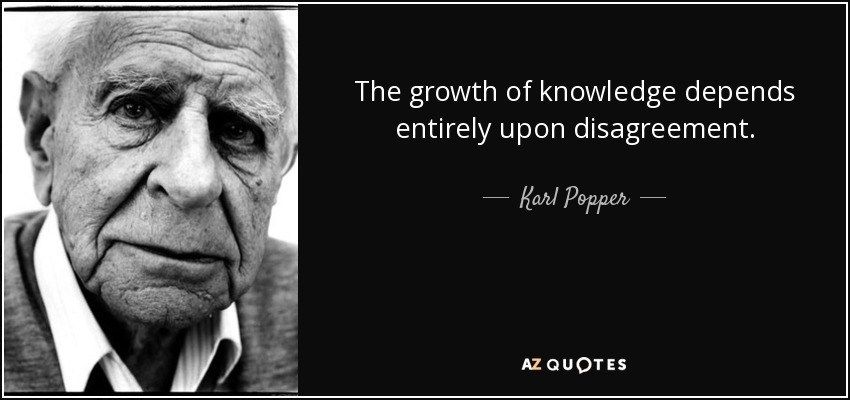 The growth of knowledge depends
entirely upon disagreement.
Karl Popper
AZ QUOTES